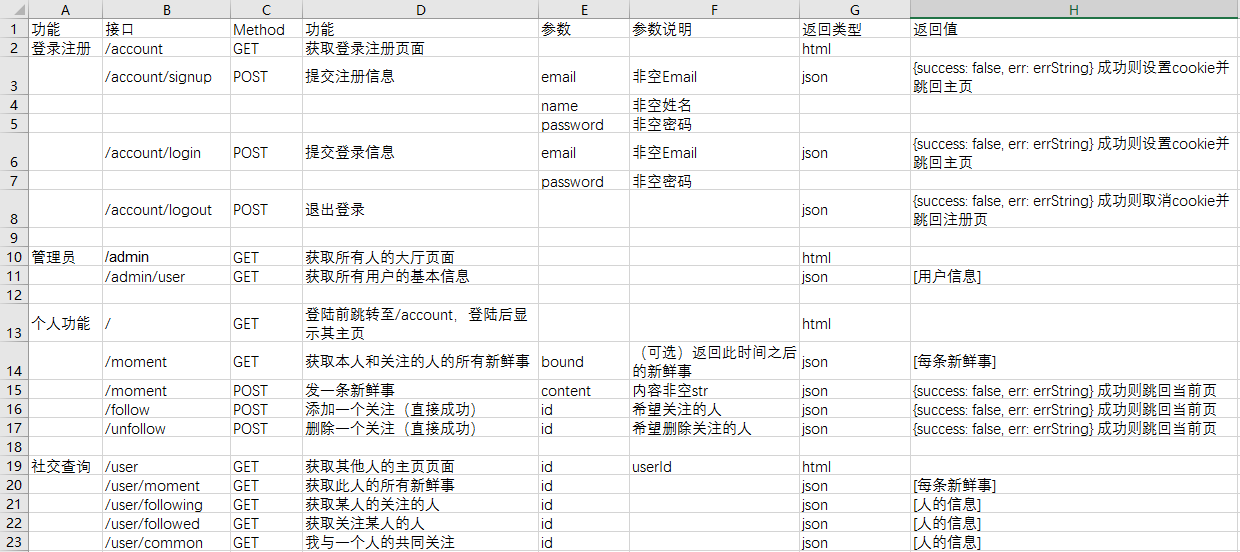 A B C D E F G H
1 功能 接口 Method 功能 参数 参数说明 返回类型 返回值
2 登录注册 /account GET 获取登录注册页面 html
3 /account/signup POST 提交注册信息 email 非空Email json {success: false, err: errString} 成功则设置cookie并
跳回主页
4 name 非空姓名
5 password 非空密码
6 /account/login POST 提交登录信息 email 非空Email json {success: false, err: errString} 成功则设置cookie并
跳回主页
7 password 非空密码
8 /account/logout POST 退出登录 json {success: false, err: errString} 成功则取消cookie并
跳回注册页
9
10 管理员 /admin GET 获取所有人的大厅页面 html
11 /admin/user GET 获取所有用户的基本信息 json [用户信息]
12
13 个人功能 / GET 登陆前跳转至/account，登陆后显 html
示其主页
14 /moment GET 获取本人和关注的人的所有新鲜事 bound （可选）返回此时间之后 json [每条新鲜事]
的新鲜事
15 /moment POST 发一条新鲜事 content 内容非空str json {success: false, err: errString} 成功则跳回当前页
16 /follow POST 添加一个关注（直接成功） id 希望关注的人 json {success: false, err: errString} 成功则跳回当前页
17 /unfollow POST 删除一个关注（直接成功） id 希望删除关注的人 json {success: false, err: errString} 成功则跳回当前页
18
19 社交查询 /user GET 获取其他人的主页页面 id userId html
20 /user/moment GET 获取此人的所有新鲜事 id json [每条新鲜事]
21 /user/following GET 获取某人的关注的人 id json [人的信息]
22 /user/followed GET 获取关注某人的人 id json [人的信息]
23 /user/common GET 我与一个人的共同关注 id json [人的信息]